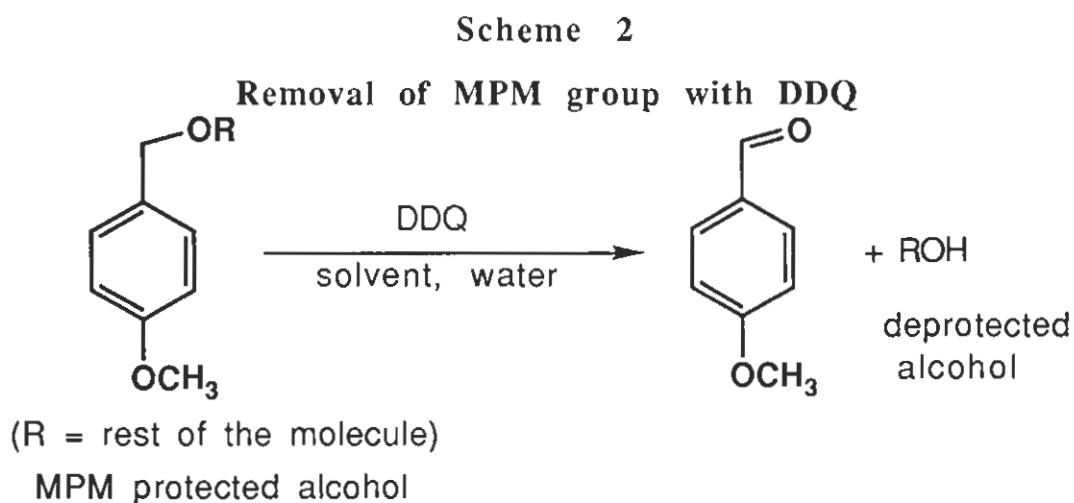 Scheme 2
Removal of MPM group with DDQ
OR
O
DDQ
solvent, water
+ ROH
deprotected
alcohol
OCH₃
OCH₃
(R = rest of the molecule)
MPM protected alcohol